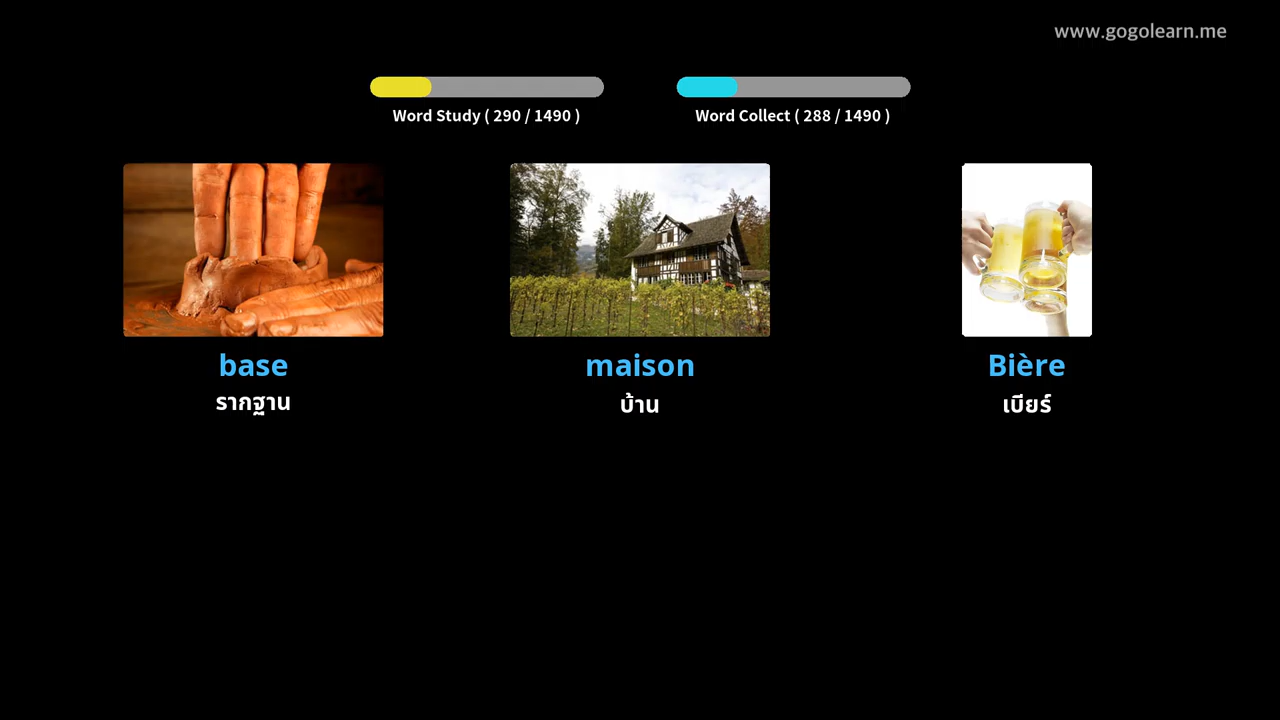 www.gogolearn.me
Word Study ( 290 / 1490 )
Word Collect ( 288 / 1490 )
base
maison
Bière
รากฐาน
บ้าน
เบียร์